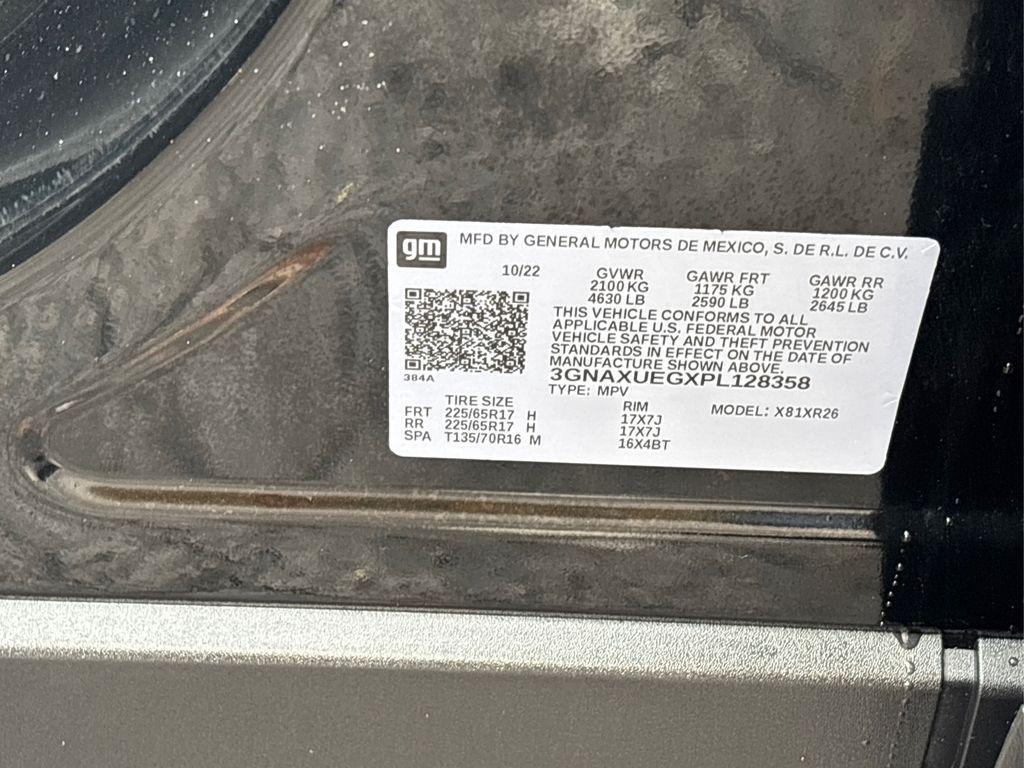 gm MFD BY GENERAL MOTORS DE MEXICO, S. DE R.L. DE C.V.
10/22 GVWR GAWR FRT GAWR RR
2100 KG 1175 KG 1200 KG
4630 LB 2590 LB 2645 LB
THIS VEHICLE CONFORMS TO ALL
APPLICABLE U.S. FEDERAL MOTOR
VEHICLE SAFETY AND THEFT PREVENTION
STANDARDS IN EFFECT ON THE DATE OF
MANUFACTURE SHOWN ABOVE.
384A 3GNAXUEGXPL128358
TYPE: MPV
TIRE SIZE RIM MODEL: X81XR26
FRT 225/65R17 H 17X7J
RR 225/65R17 H 17X7J
SPA T135/70R16 M 16X4BT